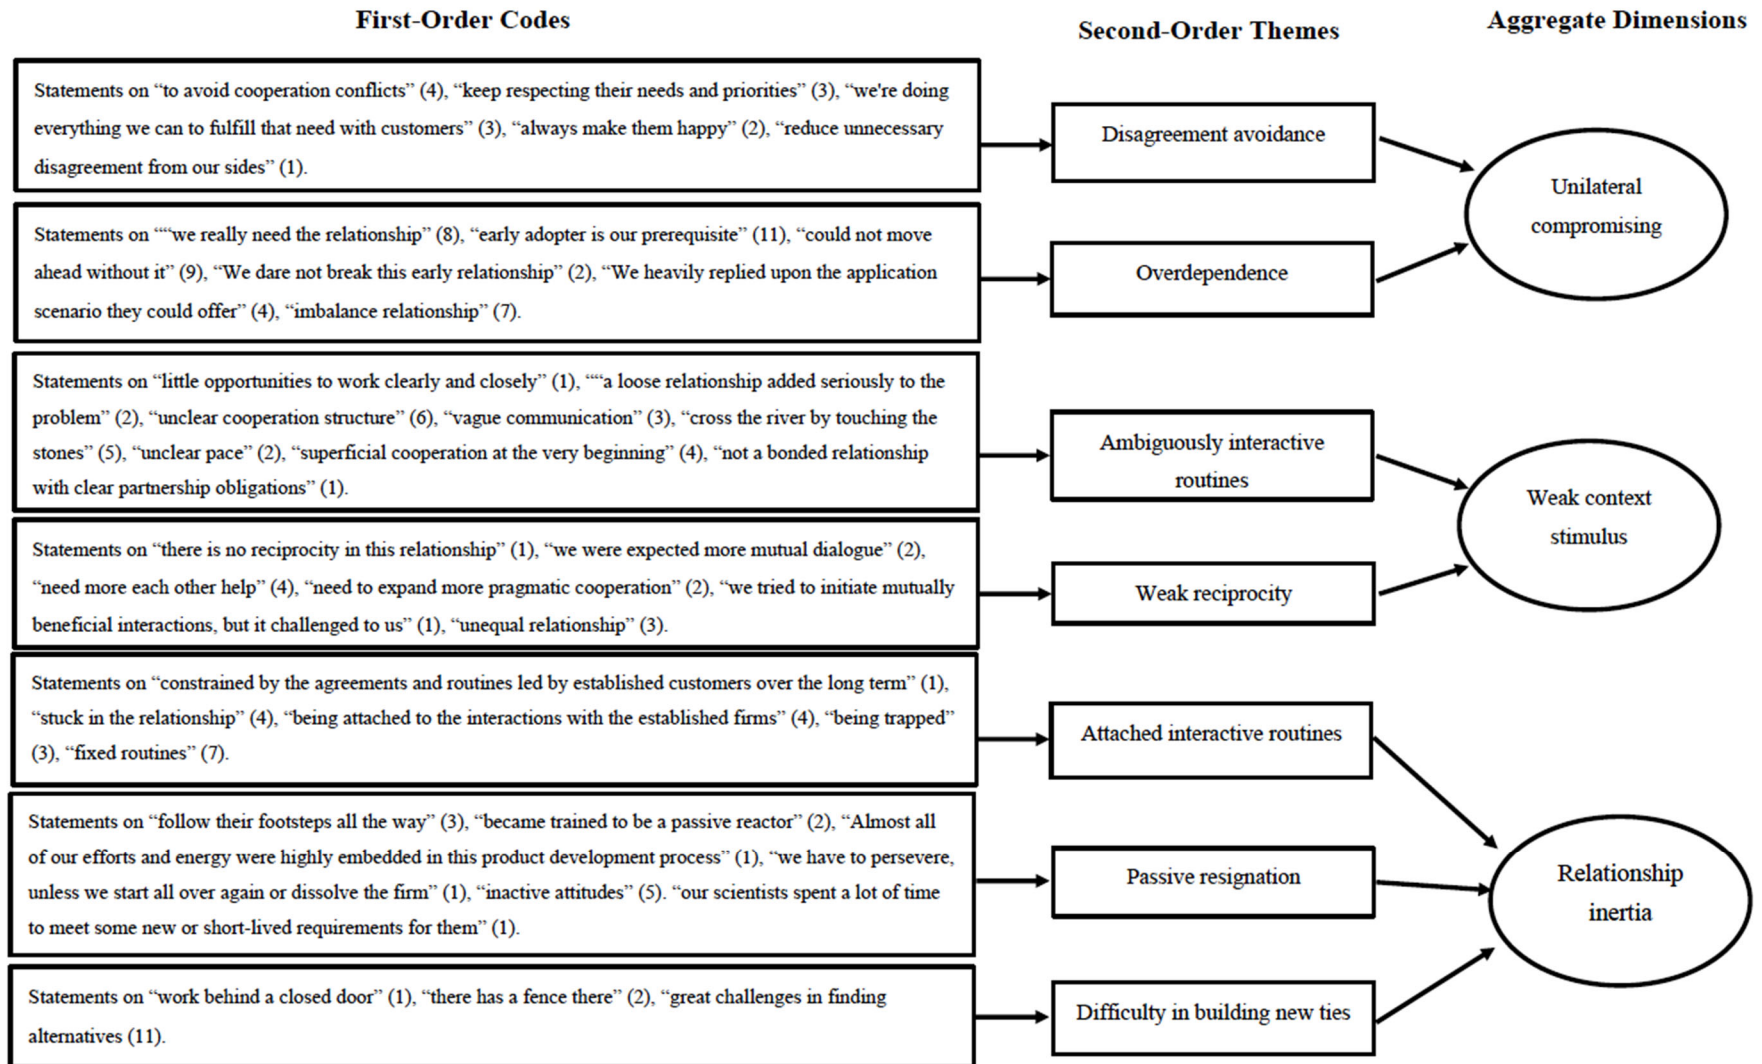 First-Order Codes
Second-Order Themes
Aggregate Dimensions
Statements on “to avoid cooperation conflicts” (4), “keep respecting their needs and priorities” (3), “we're doing
everything we can to fulfill that need with customers” (3), “always make them happy” (2), “reduce unnecessary
disagreement from our sides” (1).
Disagreement avoidance
Unilateral
compromising
Statements on ““we really need the relationship” (8), “early adopter is our prerequisite” (11), “could not move
ahead without it” (9), “We dare not break this early relationship” (2), “We heavily replied upon the application
scenario they could offer” (4), “imbalance relationship” (7).
Overdependence
Statements on “little opportunities to work clearly and closely” (1), ““a loose relationship added seriously to the
problem” (2), “unclear cooperation structure” (6), “vague communication” (3), “cross the river by touching the
stones” (5), “unclear pace” (2), “superficial cooperation at the very beginning” (4), “not a bonded relationship
with clear partnership obligations” (1).
Ambiguously interactive
routines
Weak context
stimulus
Statements on “there is no reciprocity in this relationship” (1), “we were expected more mutual dialogue” (2),
“need more each other help” (4), “need to expand more pragmatic cooperation” (2), “we tried to initiate mutually
beneficial interactions, but it challenged to us” (1), “unequal relationship” (3).
Weak reciprocity
Statements on “constrained by the agreements and routines led by established customers over the long term” (1),
“stuck in the relationship” (4), “being attached to the interactions with the established firms” (4), “being trapped”
(3), “fixed routines” (7).
Attached interactive routines
Statements on “follow their footsteps all the way” (3), “became trained to be a passive reactor” (2), “Almost all
of our efforts and energy were highly embedded in this product development process” (1), “we have to persevere,
unless we start all over again or dissolve the firm” (1), “inactive attitudes” (5). “our scientists spent a lot of time
to meet some new or short-lived requirements for them” (1).
Passive resignation
Relationship
inertia
Statements on “work behind a closed door” (1), “there has a fence there” (2), “great challenges in finding
alternatives (11).
Difficulty in building new ties